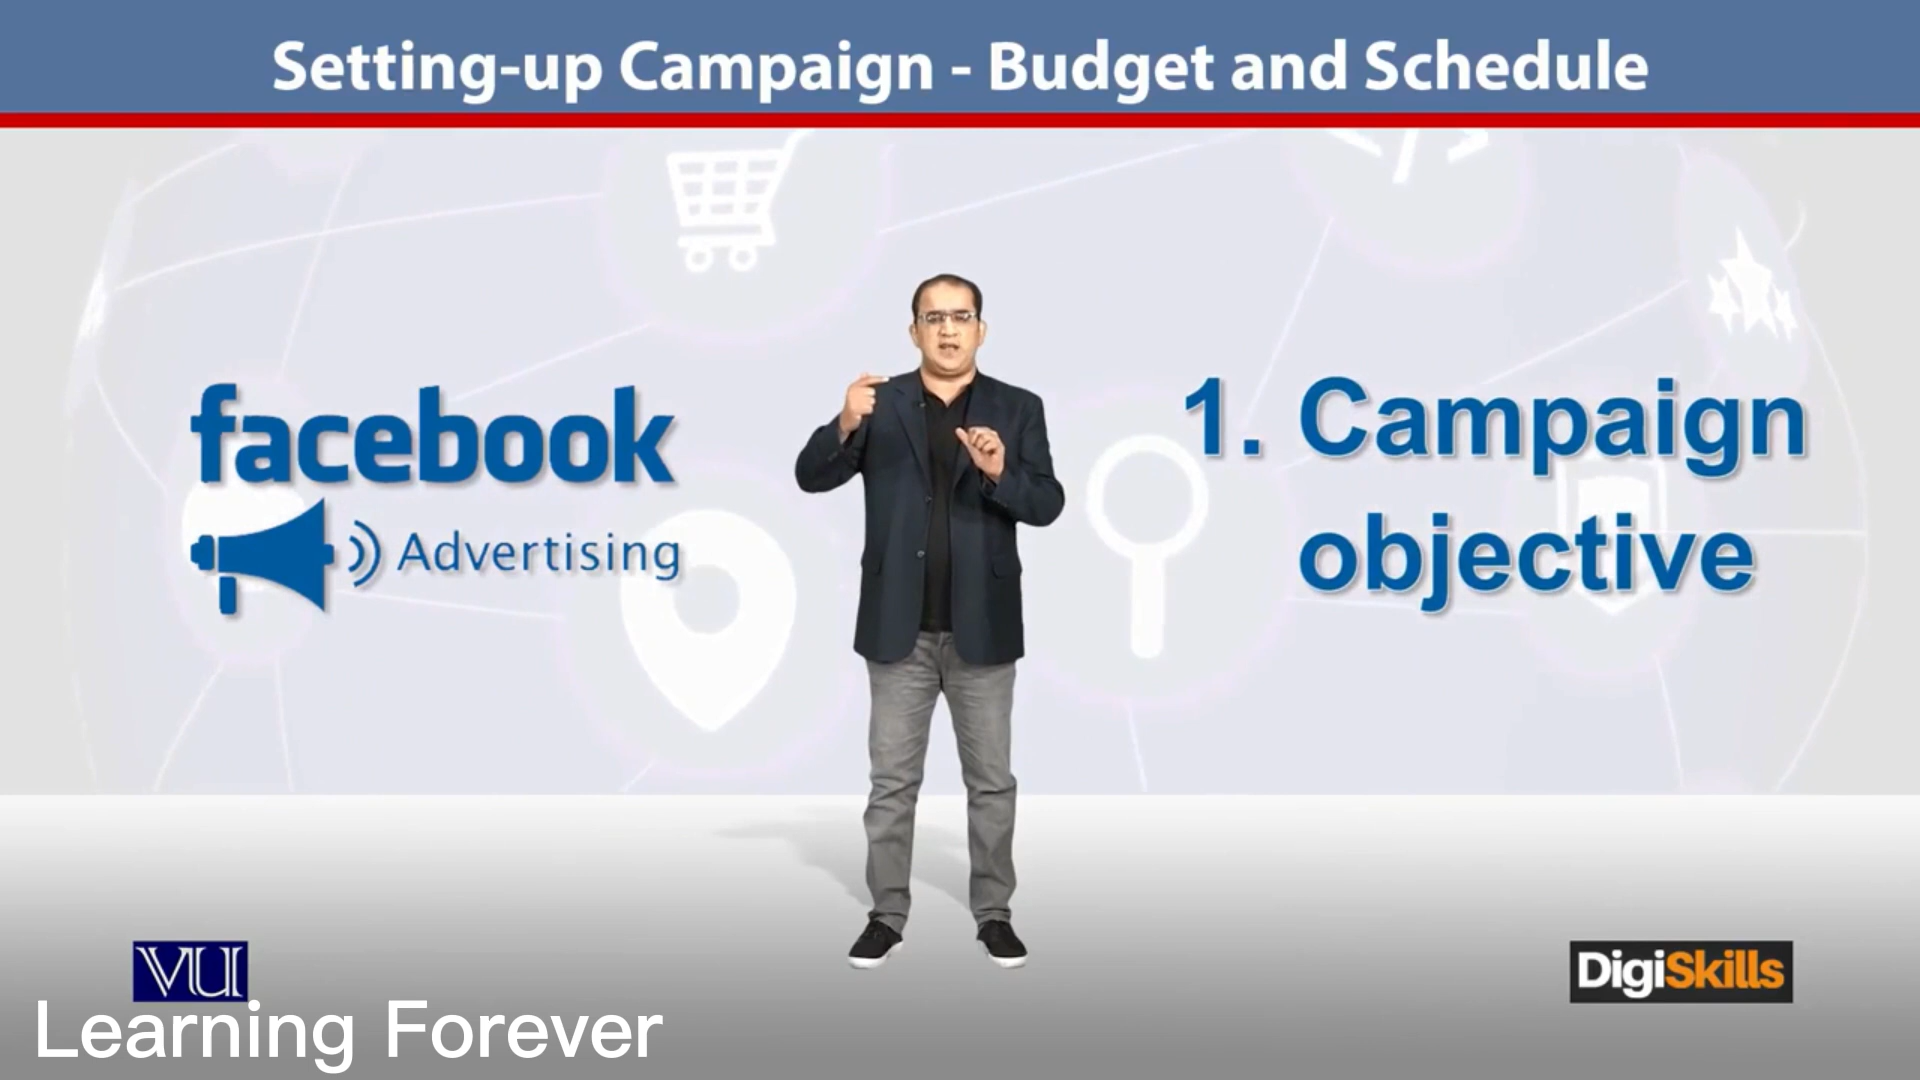 Setting-up Campaign - Budget and Schedule
facebook
Advertising
1. Campaign
objective
VU
DigiSkills
Learning Forever